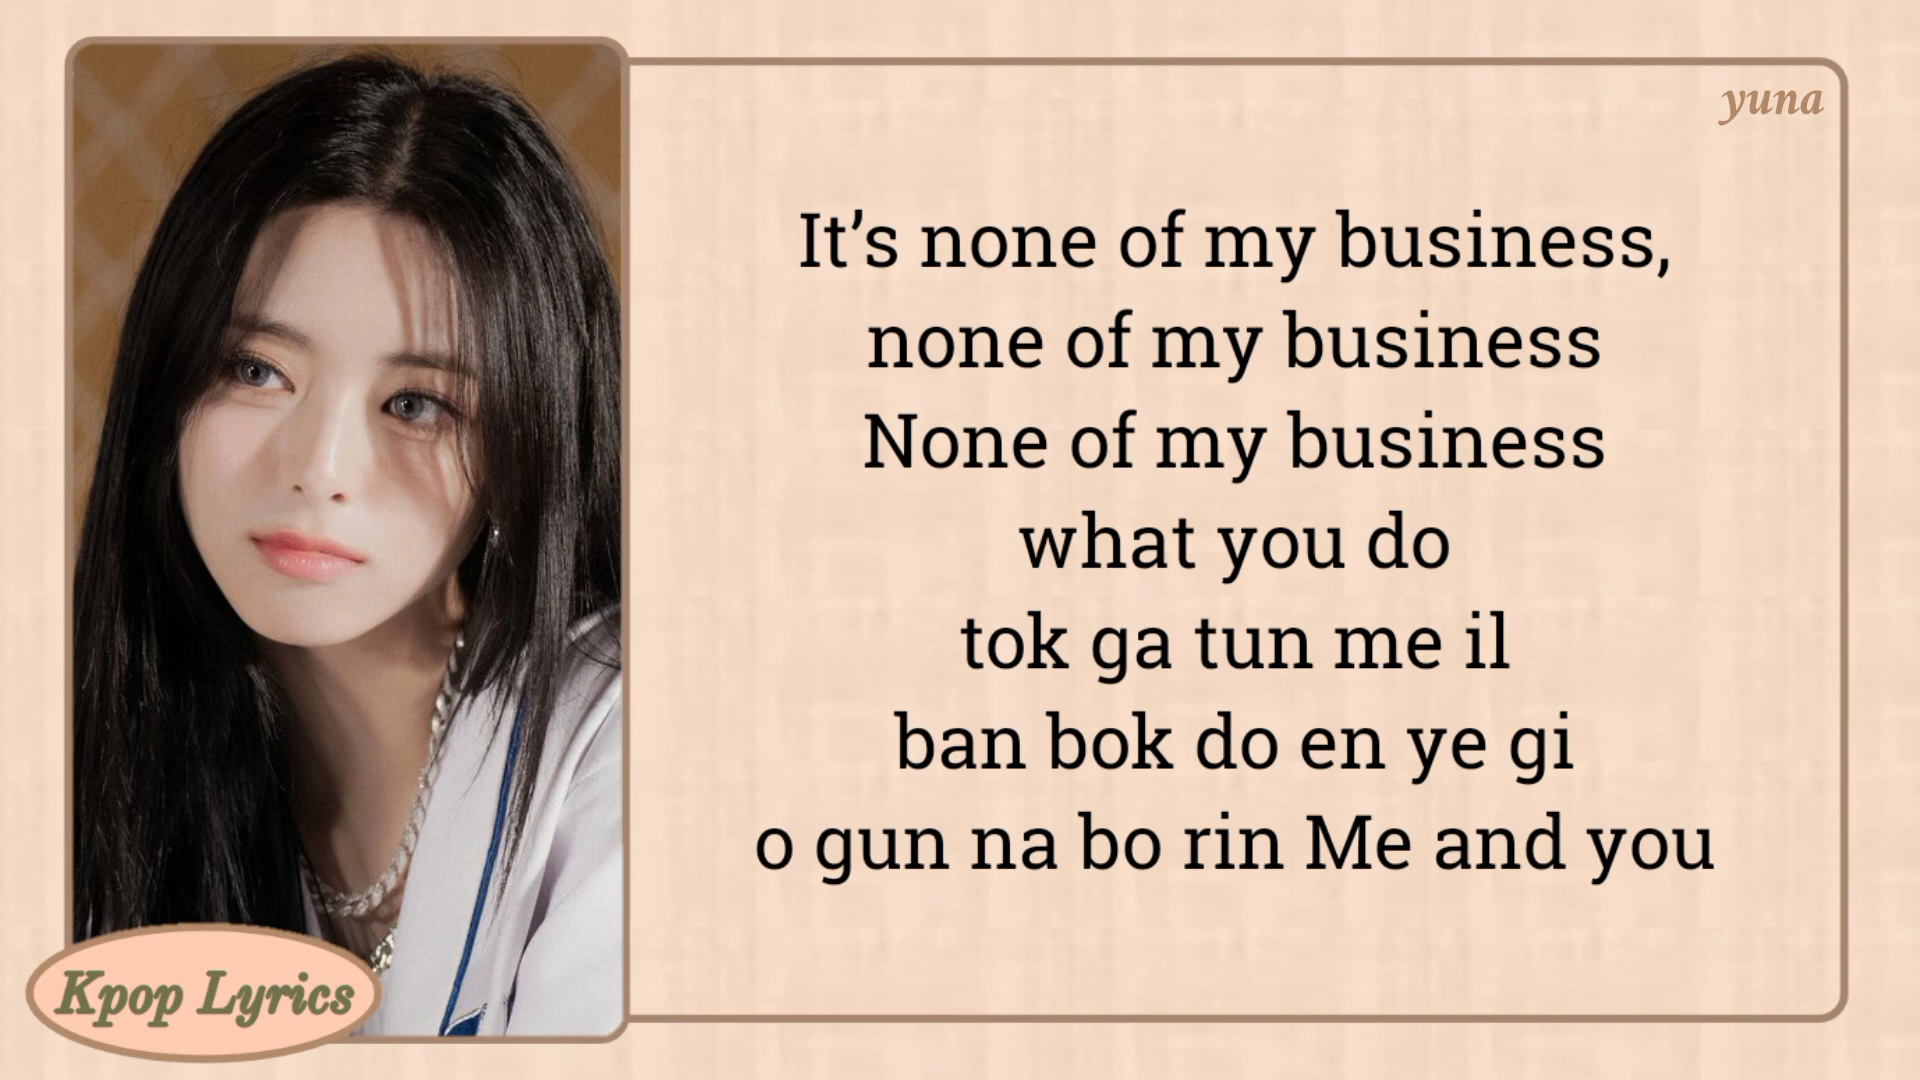 yuna
It’s none of my business,
none of my business
None of my business
what you do
tok ga tun me il
ban bok do en ye gi
o gun na bo rin Me and you
Kpop Lyrics